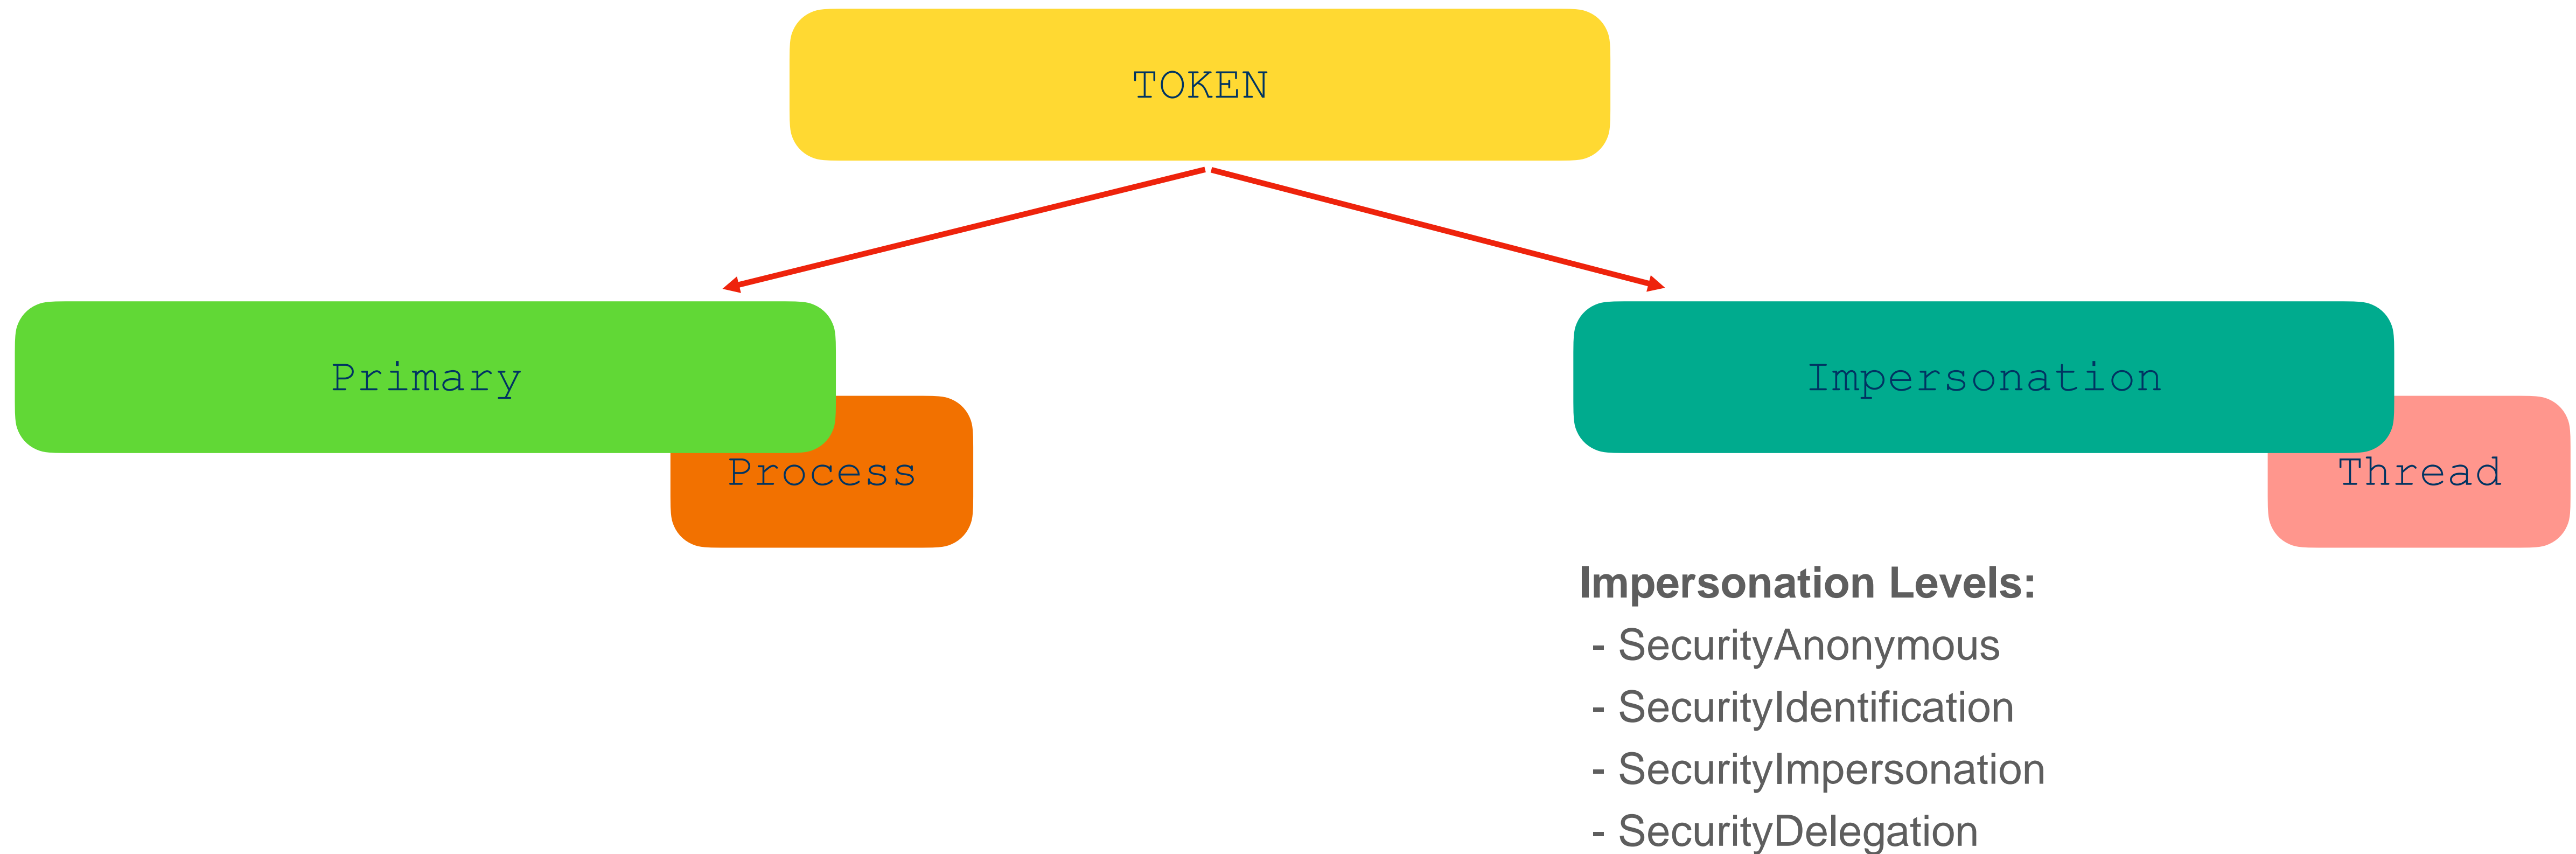 TOKEN
Primary
Process
Impersonation
Thread
Impersonation Levels:
- SecurityAnonymous
- SecurityIdentification
- SecurityImpersonation
- SecurityDelegation